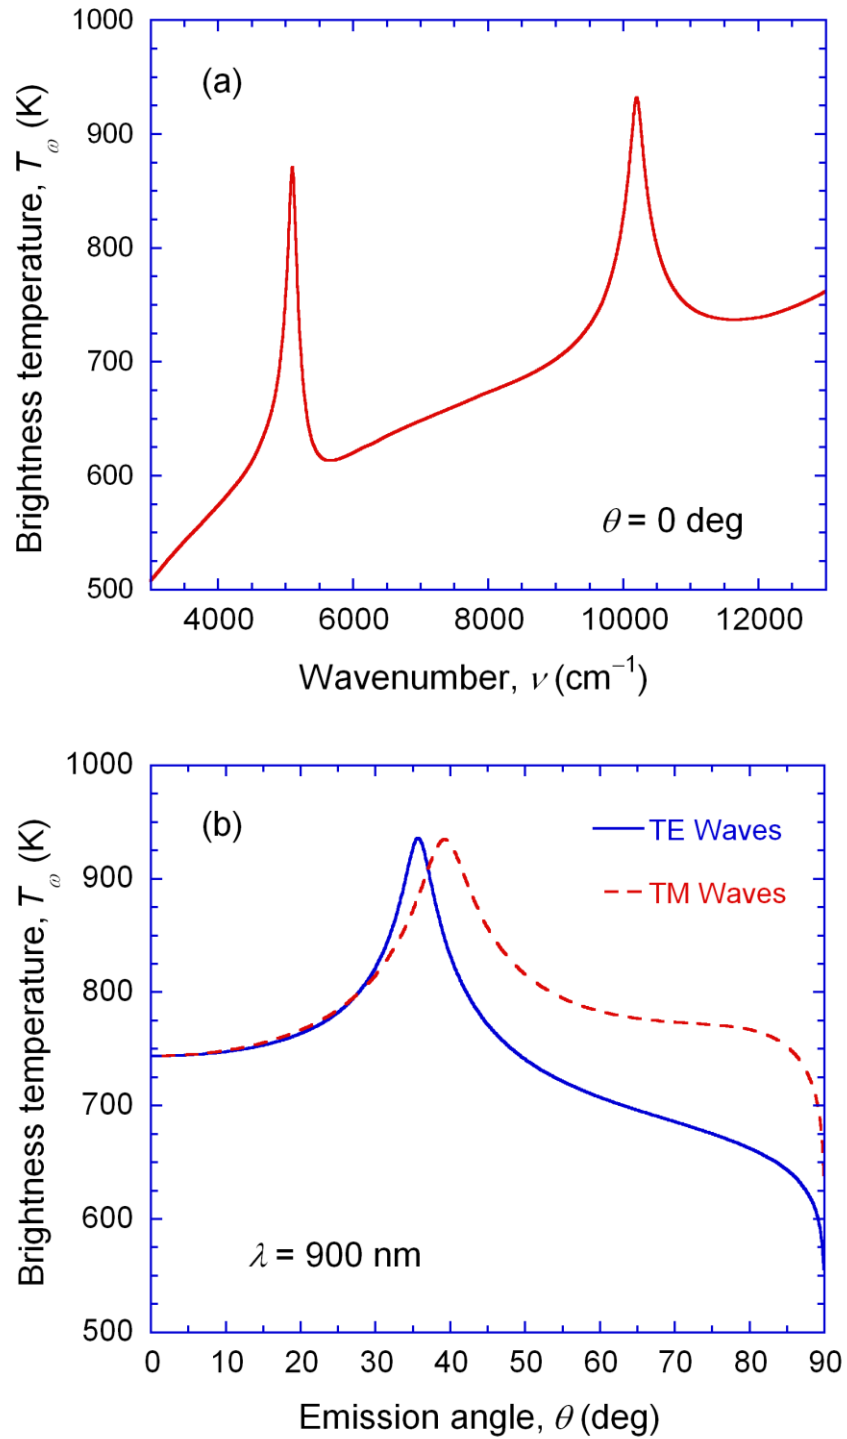 (a)
Brightness temperature, T_ω (K)
1000
900
800
700
600
500
θ = 0 deg
4000 6000 8000 10000 12000
Wavenumber, ν (cm⁻¹)
(b)
Brightness temperature, T_ω (K)
1000
900
800
700
600
500
TE Waves
TM Waves
λ = 900 nm
0 10 20 30 40 50 60 70 80 90
Emission angle, θ (deg)